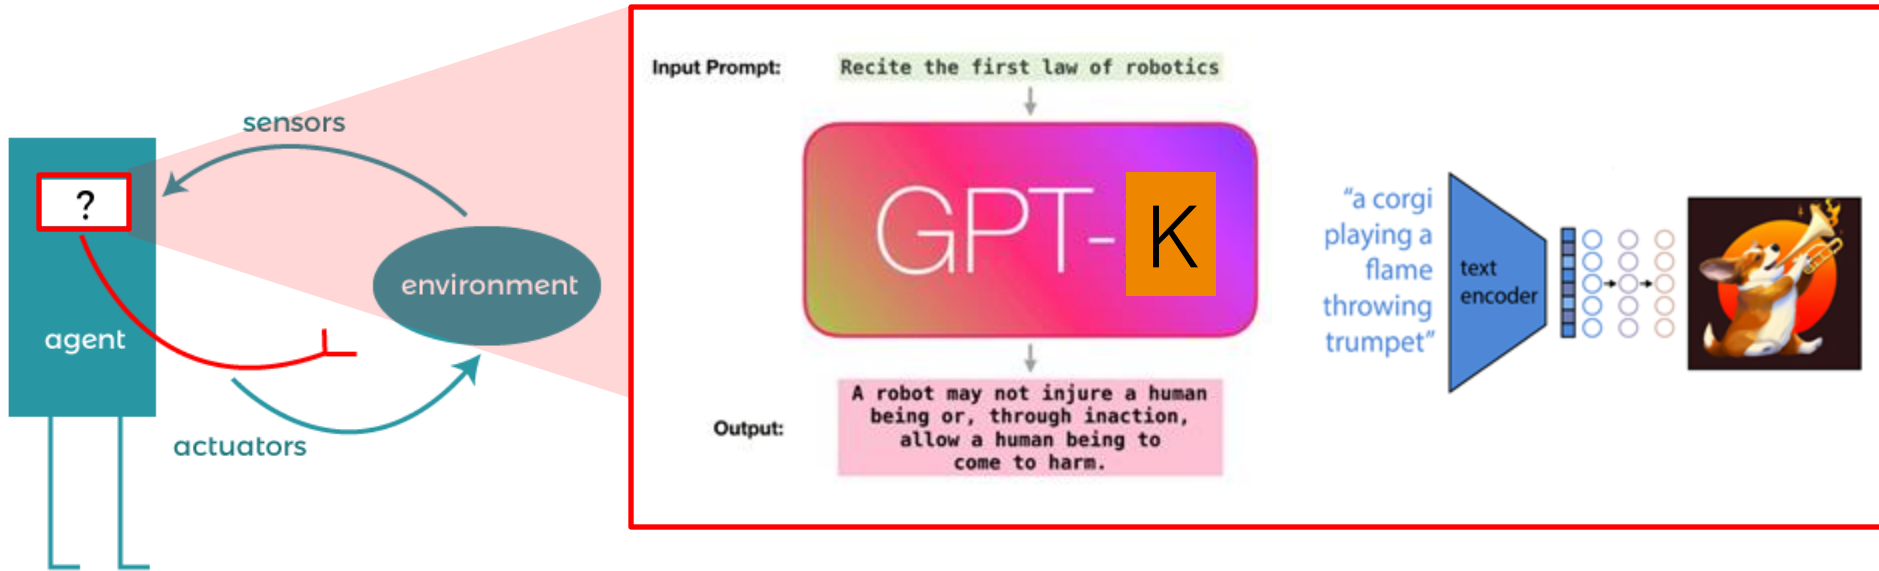 sensors
?
environment
agent
actuators
Input Prompt:
Recite the first law of robotics
GPT-K
Output:
A robot may not injure a human
being or, through inaction,
allow a human being to
come to harm.
“a corgi
playing a
flame
throwing
trumpet”
text
encoder